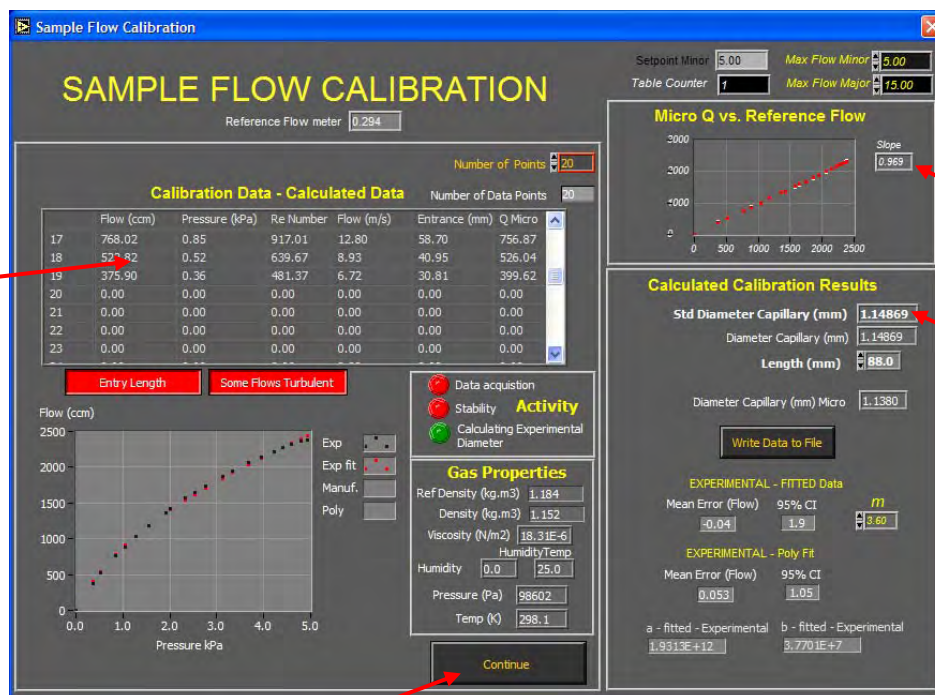 Sample Flow Calibration
SAMPLE FLOW CALIBRATION
Reference Flow meter 0.294
Setpoint Minor 5.00 Max Flow Minor 5.00
Table Counter 1 Max Flow Major 15.00
Number of Points 20
Calibration Data - Calculated Data Number of Data Points 20
Flow (ccm) Pressure (kPa) Re Number Flow (m/s) Entrance (mm) Q Micro
17 768.02 0.85 917.01 12.80 58.70 756.87
18 0.52 639.67 8.93 40.95 526.04
19 375.90 0.36 481.37 6.72 30.81 399.62
20 0.00 0.00 0.00 0.00 0.00 0.00
21 0.00 0.00 0.00 0.00 0.00 0.00
22 0.00 0.00 0.00 0.00 0.00 0.00
23 0.00 0.00 0.00 0.00 0.00 0.00
Entry Length Some Flows Turbulent
Flow (ccm)
2500
2000
1500
1000
500
0
0.0 1.0 2.0 3.0 4.0 5.0
Pressure kPa
Exp
Exp fit
Manuf.
Poly
Data acquistion
Stability Activity
Calculating Experimental
Diameter
Gas Properties
Ref Density (kg.m3) 1.184
Density (kg.m3) 1.152
Viscosity (N/m2) 18.31E-6
HumidityTemp
Humidity 0.0 25.0
Pressure (Pa) 98602
Temp (K) 298.1
Continue
Micro Q vs. Reference Flow
2000
0 500 1000 1500 2000 2500
Slope
0.969
Calculated Calibration Results
Std Diameter Capillary (mm) 1.14869
Diameter Capillary (mm) 1.14869
Length (mm) 88.0
Diameter Capillary (mm) Micro 1.1380
Write Data to File
EXPERIMENTAL - FITTED Data
Mean Error (Flow) 95% CI m
-0.04 1.9 3.60
EXPERIMENTAL - Poly Fit
Mean Error (Flow) 95% CI
0.053 1.05
a - fitted - Experimental b - fitted - Experimental
1.9313E+12 3.7701E+7